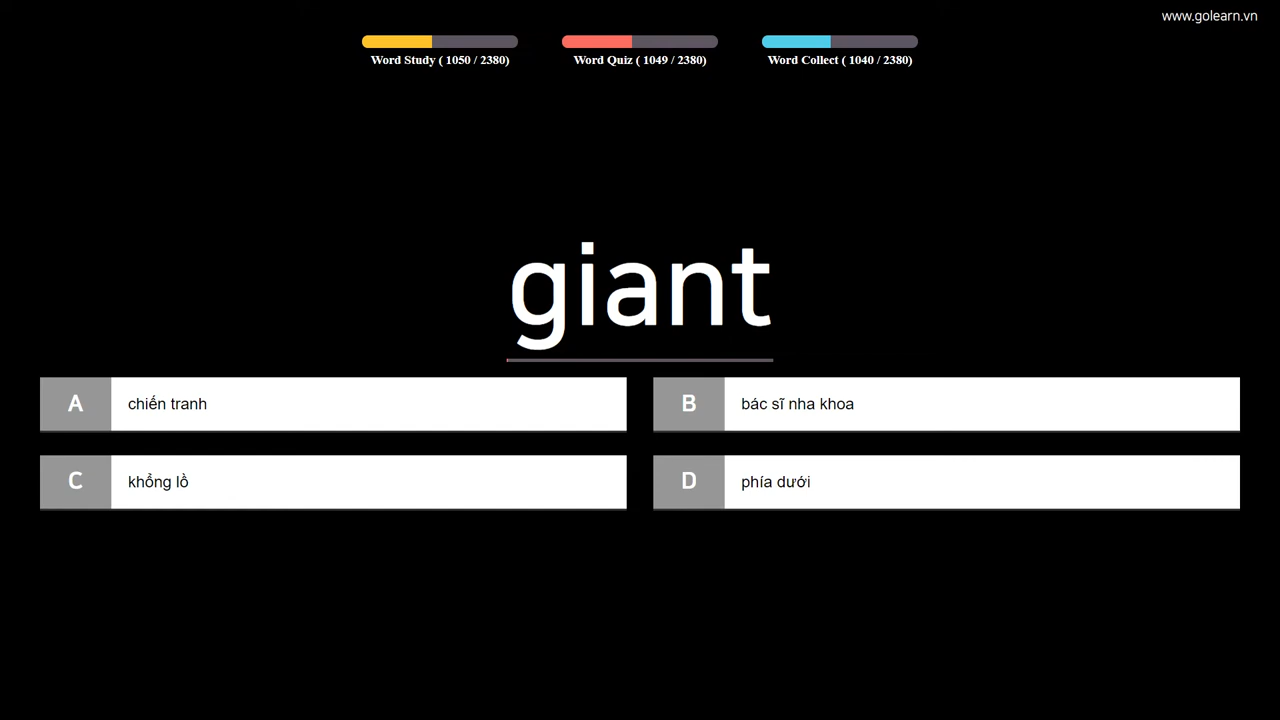 www.golearn.vn
Word Study ( 1050 / 2380)
Word Quiz ( 1049 / 2380)
Word Collect ( 1040 / 2380)
giant
A chiến tranh
B bác sĩ nha khoa
C khổng lồ
D phía dưới